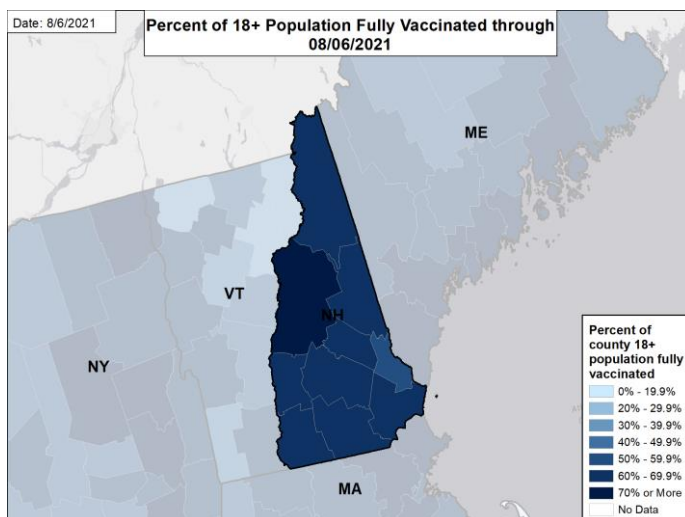 Date: 8/6/2021
Percent of 18+ Population Fully Vaccinated through
08/06/2021
ME
VT
NH
NY
MA
Percent of
county 18+
population fully
vaccinated
0% - 19.9%
20% - 29.9%
30% - 39.9%
40% - 49.9%
50% - 59.9%
60% - 69.9%
70% or More
No Data